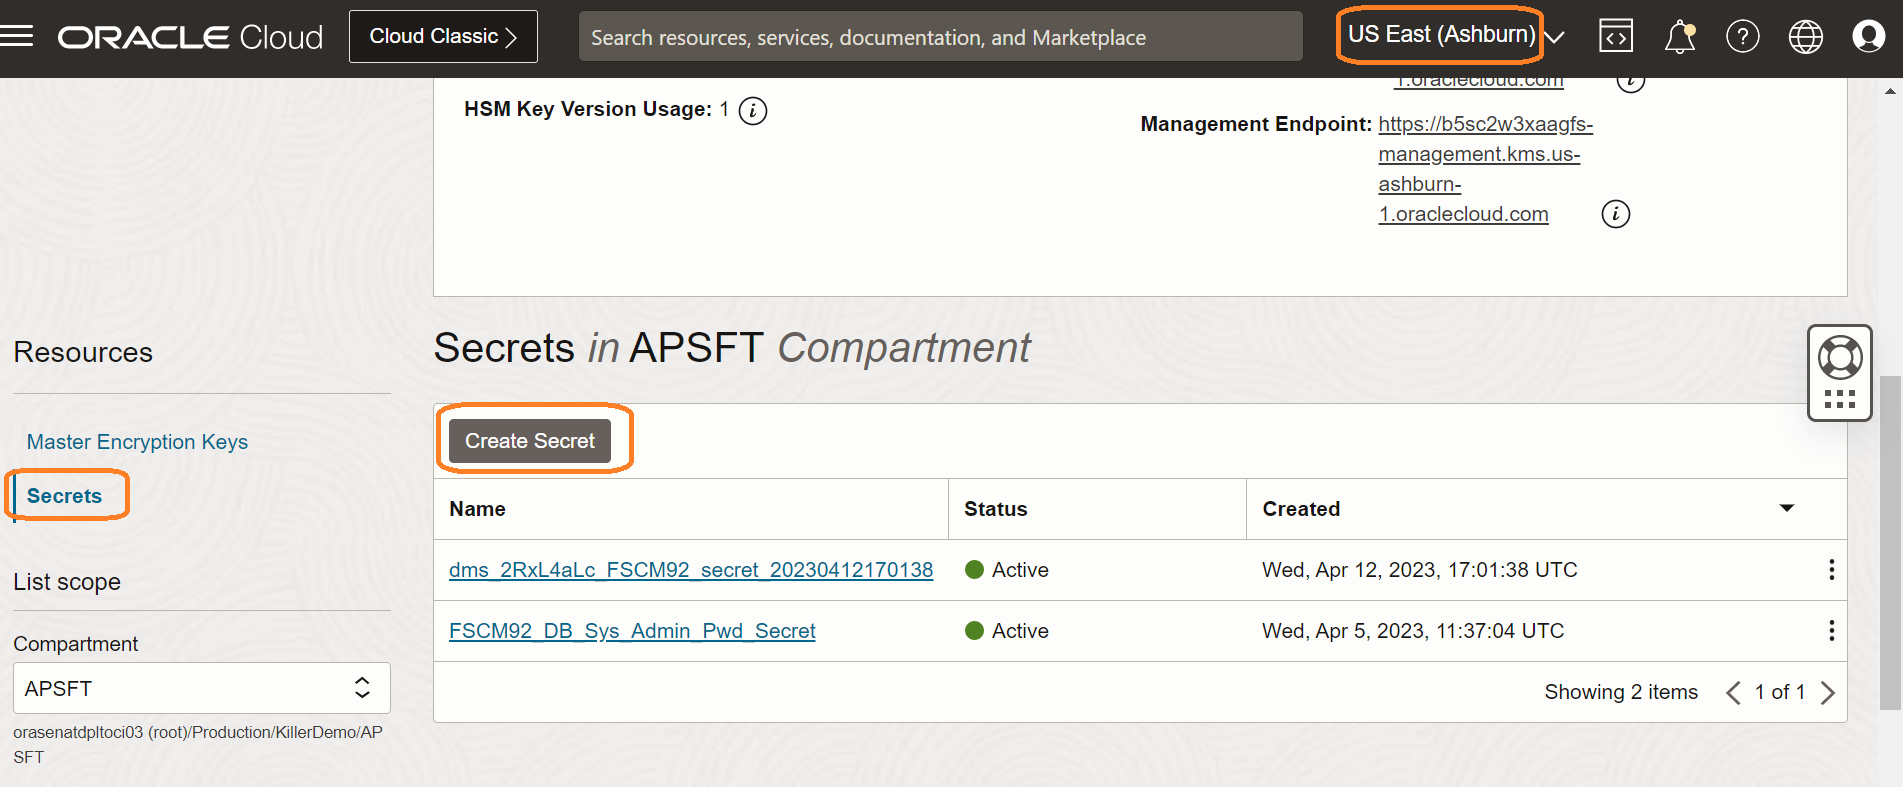 ORACLE Cloud
Cloud Classic
Search resources, services, documentation, and Marketplace
US East (Ashburn)
1.oraclecloud.com
HSM Key Version Usage: 1
Management Endpoint: https://b5sc2w3xaagfs-
management.kms.us-
ashburn-
1.oraclecloud.com
Resources
Master Encryption Keys
Secrets
List scope
Compartment
APSFT
orasenatdpltoci03 (root)/Production/KillerDemo/AP
SFT
Secrets in APSFT Compartment
Create Secret
Name Status Created
dms_2RxL4aLc_FSCM92_secret_20230412170138 Active Wed, Apr 12, 2023, 17:01:38 UTC
FSCM92_DB_Sys_Admin_Pwd_Secret Active Wed, Apr 5, 2023, 11:37:04 UTC
Showing 2 items 1 of 1